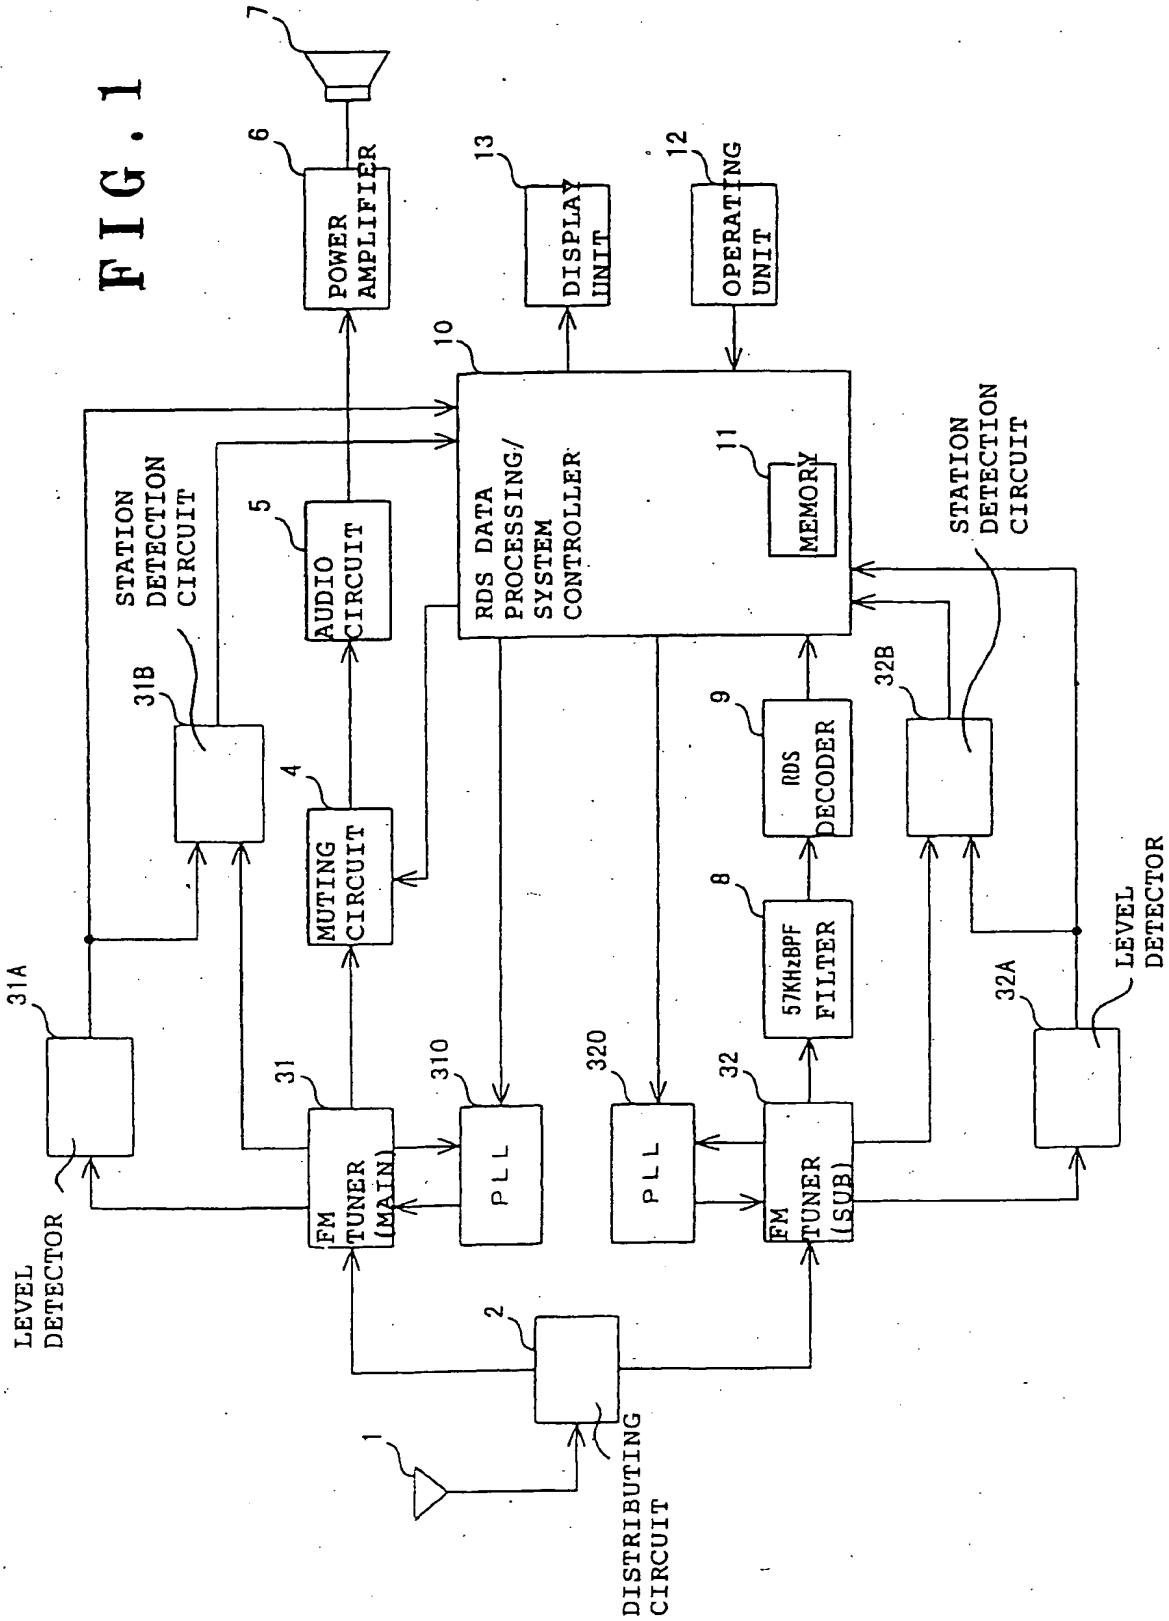 FIG. 1
LEVEL
DETECTOR
31A
STATION
DETECTION
CIRCUIT
31B
31
FM
TUNER
(MAIN)
4
MUTING
CIRCUIT
5
AUDIO
CIRCUIT
6
POWER
AMPLIFIER
7
310
PLL
10
RDS DATA
PROCESSING/
SYSTEM
CONTROLLER
11
MEMORY
13
DISPLAY
UNIT
12
OPERATING
UNIT
1
2
DISTRIBUTING
CIRCUIT
320
PLL
32
FM
TUNER
(SUB)
8
57KHzBPF
FILTER
9
RDS
DECODER
32B
STATION
DETECTION
CIRCUIT
32A
LEVEL
DETECTOR